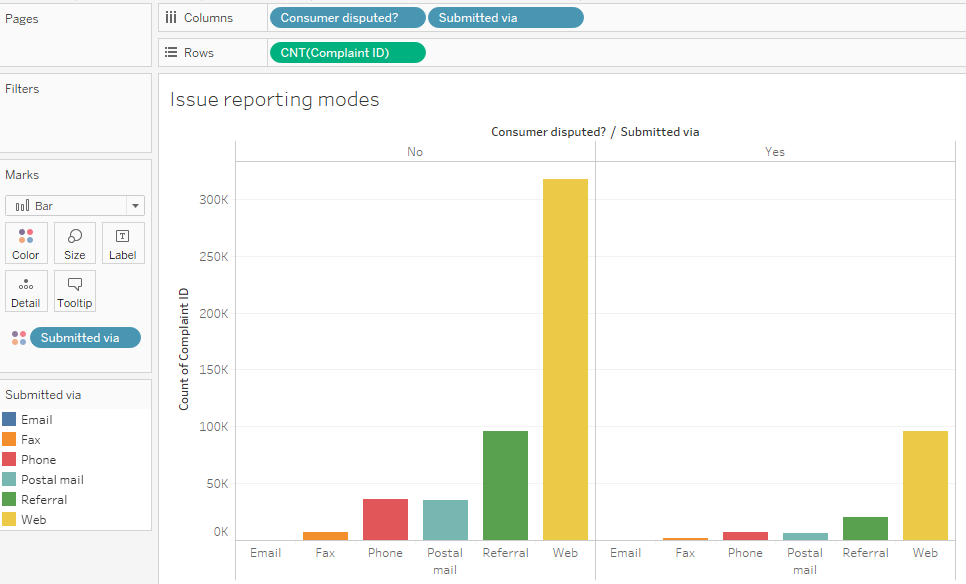 Pages
Columns
Consumer disputed?
Submitted via
Rows
CNT(Complaint ID)
Filters
Marks
Bar
Color
Size
Label
Detail
Tooltip
Submitted via
Submitted via
Email
Fax
Phone
Postal mail
Referral
Web
Issue reporting modes
Consumer disputed? / Submitted via
No
Yes
Count of Complaint ID
300K
250K
200K
150K
100K
50K
0K
Email
Fax
Phone
Postal
mail
Referral
Web
Email
Fax
Phone
Postal
mail
Referral
Web